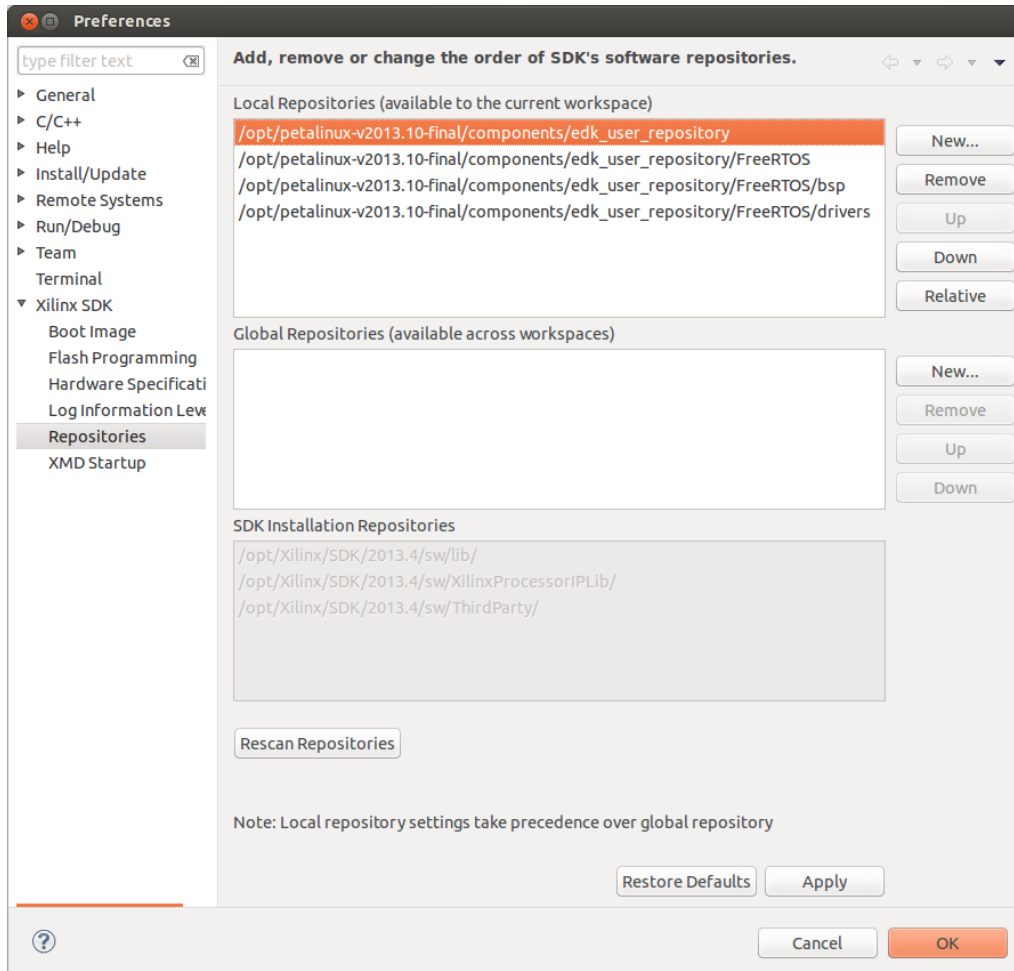 Preferences
type filter text
General
C/C++
Help
Install/Update
Remote Systems
Run/Debug
Team
Terminal
Xilinx SDK
Boot Image
Flash Programming
Hardware Specificati
Log Information Leve
Repositories
XMD Startup
Add, remove or change the order of SDK's software repositories.
Local Repositories (available to the current workspace)
/opt/petalinux-v2013.10-final/components/edk_user_repository
/opt/petalinux-v2013.10-final/components/edk_user_repository/FreeRTOS
/opt/petalinux-v2013.10-final/components/edk_user_repository/FreeRTOS/bsp
/opt/petalinux-v2013.10-final/components/edk_user_repository/FreeRTOS/drivers
New...
Remove
Up
Down
Relative
Global Repositories (available across workspaces)
New...
Remove
Up
Down
SDK Installation Repositories
/opt/Xilinx/SDK/2013.4/sw/lib/
/opt/Xilinx/SDK/2013.4/sw/XilinxProcessorIPLib/
/opt/Xilinx/SDK/2013.4/sw/ThirdParty/
Rescan Repositories
Note: Local repository settings take precedence over global repository
Restore Defaults
Apply
?
Cancel
OK